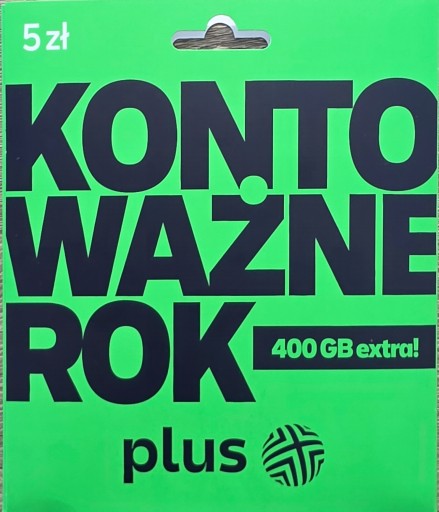 5 zł
KONTO
WAŻNE
ROK
400 GB extra!
plus